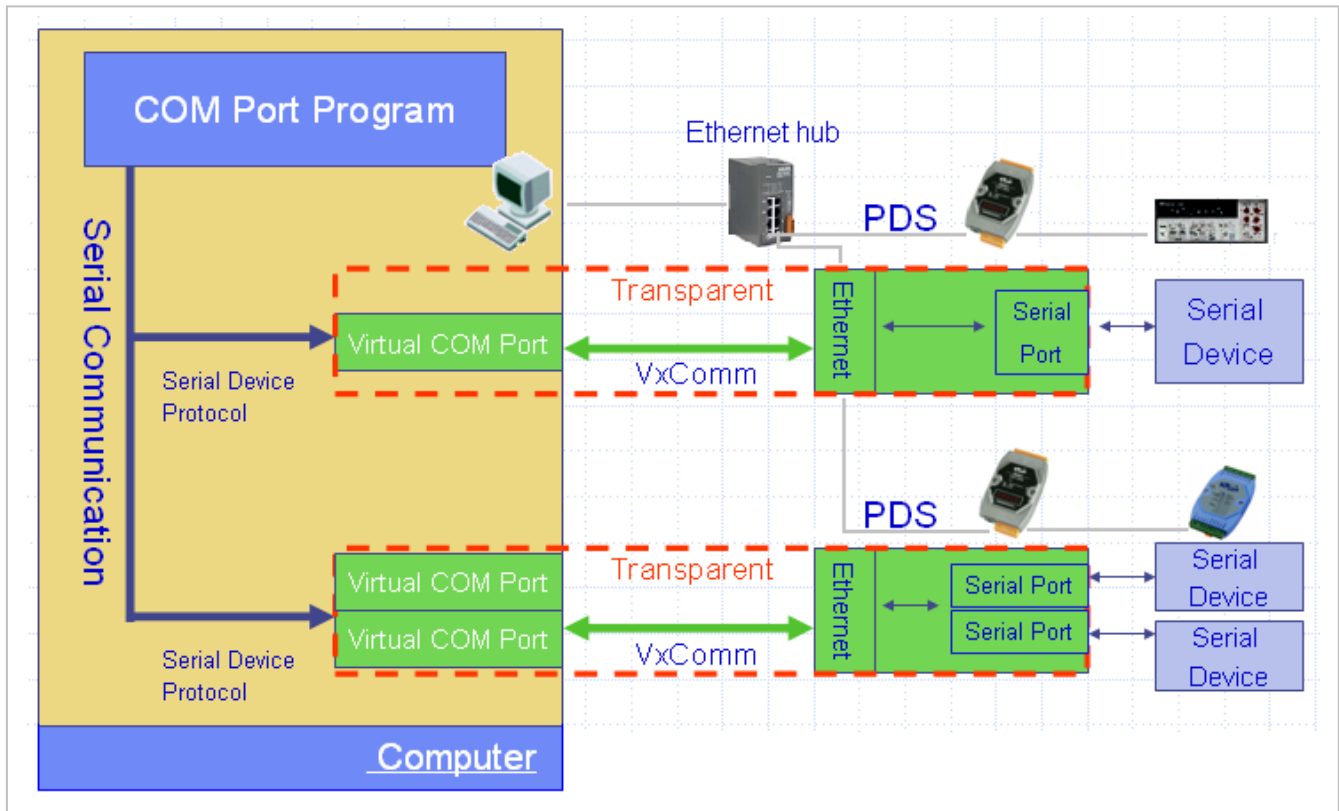 COM Port Program
Serial Communication
Ethernet hub
PDS
Transparent
Virtual COM Port
VxComm
Ethernet
Serial
Port
Serial
Device
Serial Device
Protocol
PDS
Transparent
Virtual COM Port
Virtual COM Port
VxComm
Ethernet
Serial Port
Serial Port
Serial
Device
Serial
Device
Serial Device
Protocol
Computer